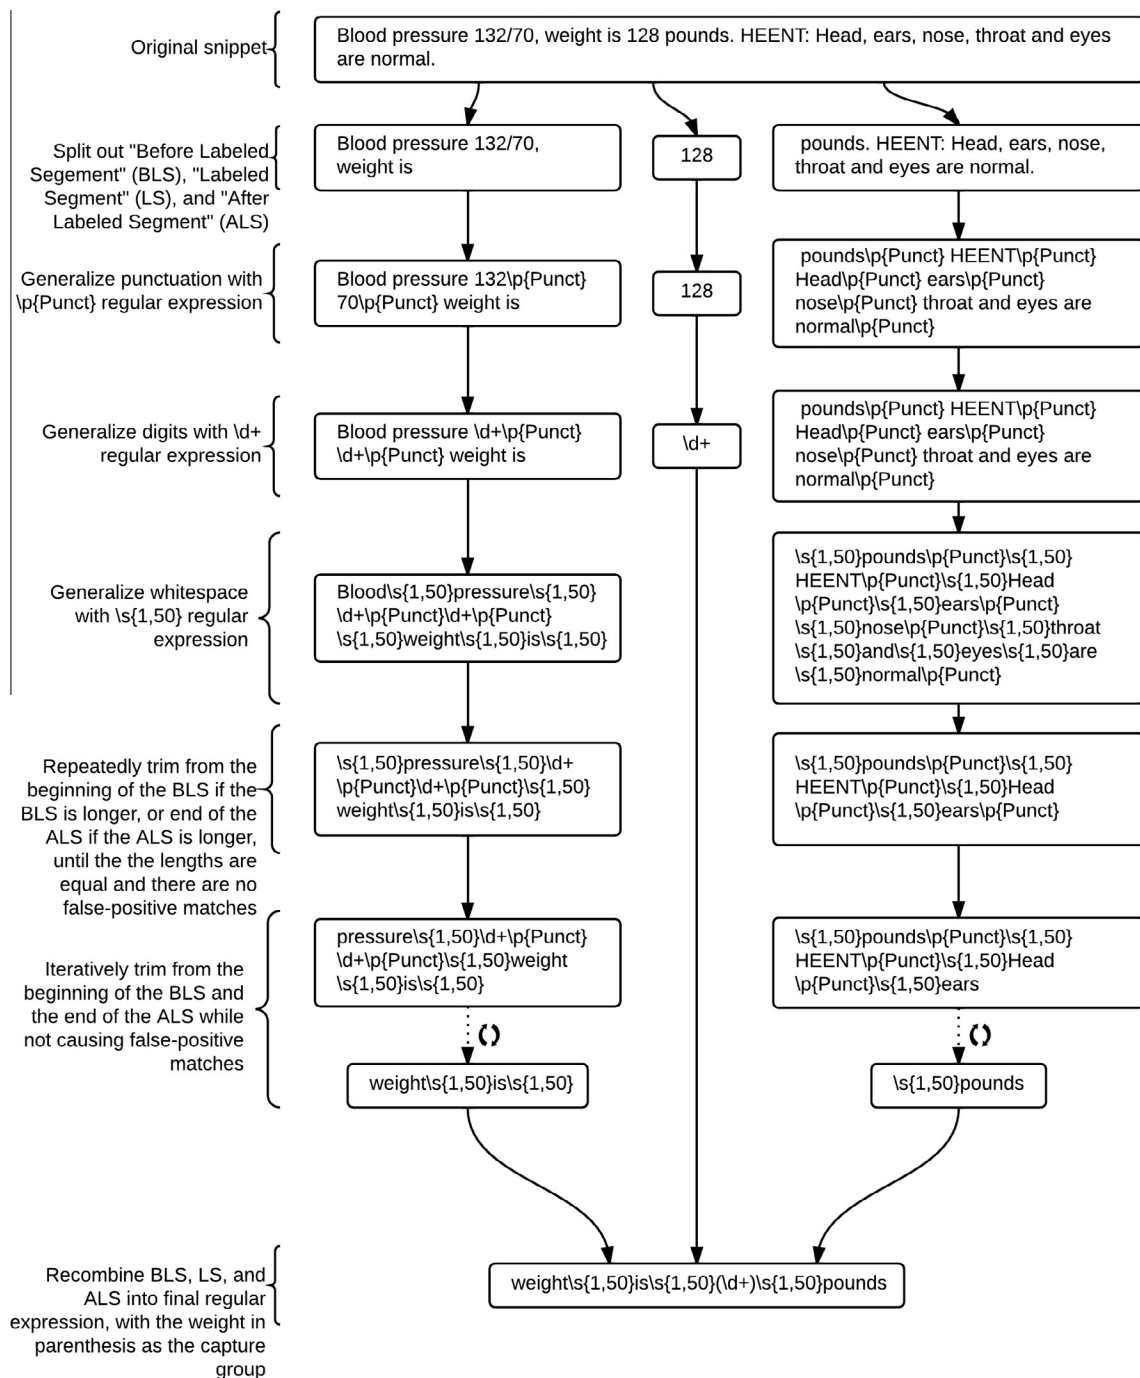 Original snippet
Blood pressure 132/70, weight is 128 pounds. HEENT: Head, ears, nose, throat and eyes
are normal.
Split out "Before Labeled
Segement" (BLS), "Labeled
Segment" (LS), and "After
Labeled Segment" (ALS)
Blood pressure 132/70,
weight is
128
pounds. HEENT: Head, ears, nose,
throat and eyes are normal.
Generalize punctuation with
\p{Punct} regular expression
Blood pressure 132\p{Punct}
70\p{Punct} weight is
128
pounds\p{Punct} HEENT\p{Punct}
Head\p{Punct} ears\p{Punct}
nose\p{Punct} throat and eyes are
normal\p{Punct}
Generalize digits with \d+
regular expression
Blood pressure \d+\p{Punct}
\d+\p{Punct} weight is
\d+
pounds\p{Punct} HEENT\p{Punct}
Head\p{Punct} ears\p{Punct}
nose\p{Punct} throat and eyes are
normal\p{Punct}
Generalize whitespace
with \s{1,50} regular
expression
Blood\s{1,50}pressure\s{1,50}
\d+\p{Punct}\d+\p{Punct}
\s{1,50}weight\s{1,50}is\s{1,50}
\s{1,50}pounds\p{Punct}\s{1,50}
HEENT\p{Punct}\s{1,50}Head
\p{Punct}\s{1,50}ears\p{Punct}
\s{1,50}nose\p{Punct}\s{1,50}throat
\s{1,50}and\s{1,50}eyes\s{1,50}are
\s{1,50}normal\p{Punct}
Repeatedly trim from the
beginning of the BLS if the
BLS is longer, or end of the
ALS if the ALS is longer,
until the the lengths are
equal and there are no
false-positive matches
\s{1,50}pressure\s{1,50}\d+
\p{Punct}\d+\p{Punct}\s{1,50}
weight\s{1,50}is\s{1,50}
\s{1,50}pounds\p{Punct}\s{1,50}
HEENT\p{Punct}\s{1,50}Head
\p{Punct}\s{1,50}ears\p{Punct}
Iteratively trim from the
beginning of the BLS and
the end of the ALS while
not causing false-positive
matches
pressure\s{1,50}\d+\p{Punct}
\d+\p{Punct}\s{1,50}weight
\s{1,50}is\s{1,50}
\s{1,50}pounds\p{Punct}\s{1,50}
HEENT\p{Punct}\s{1,50}Head
\p{Punct}\s{1,50}ears
weight\s{1,50}is\s{1,50}
\s{1,50}pounds
Recombine BLS, LS, and
ALS into final regular
expression, with the weight in
parenthesis as the capture
group
weight\s{1,50}is\s{1,50}(\d+)\s{1,50}pounds